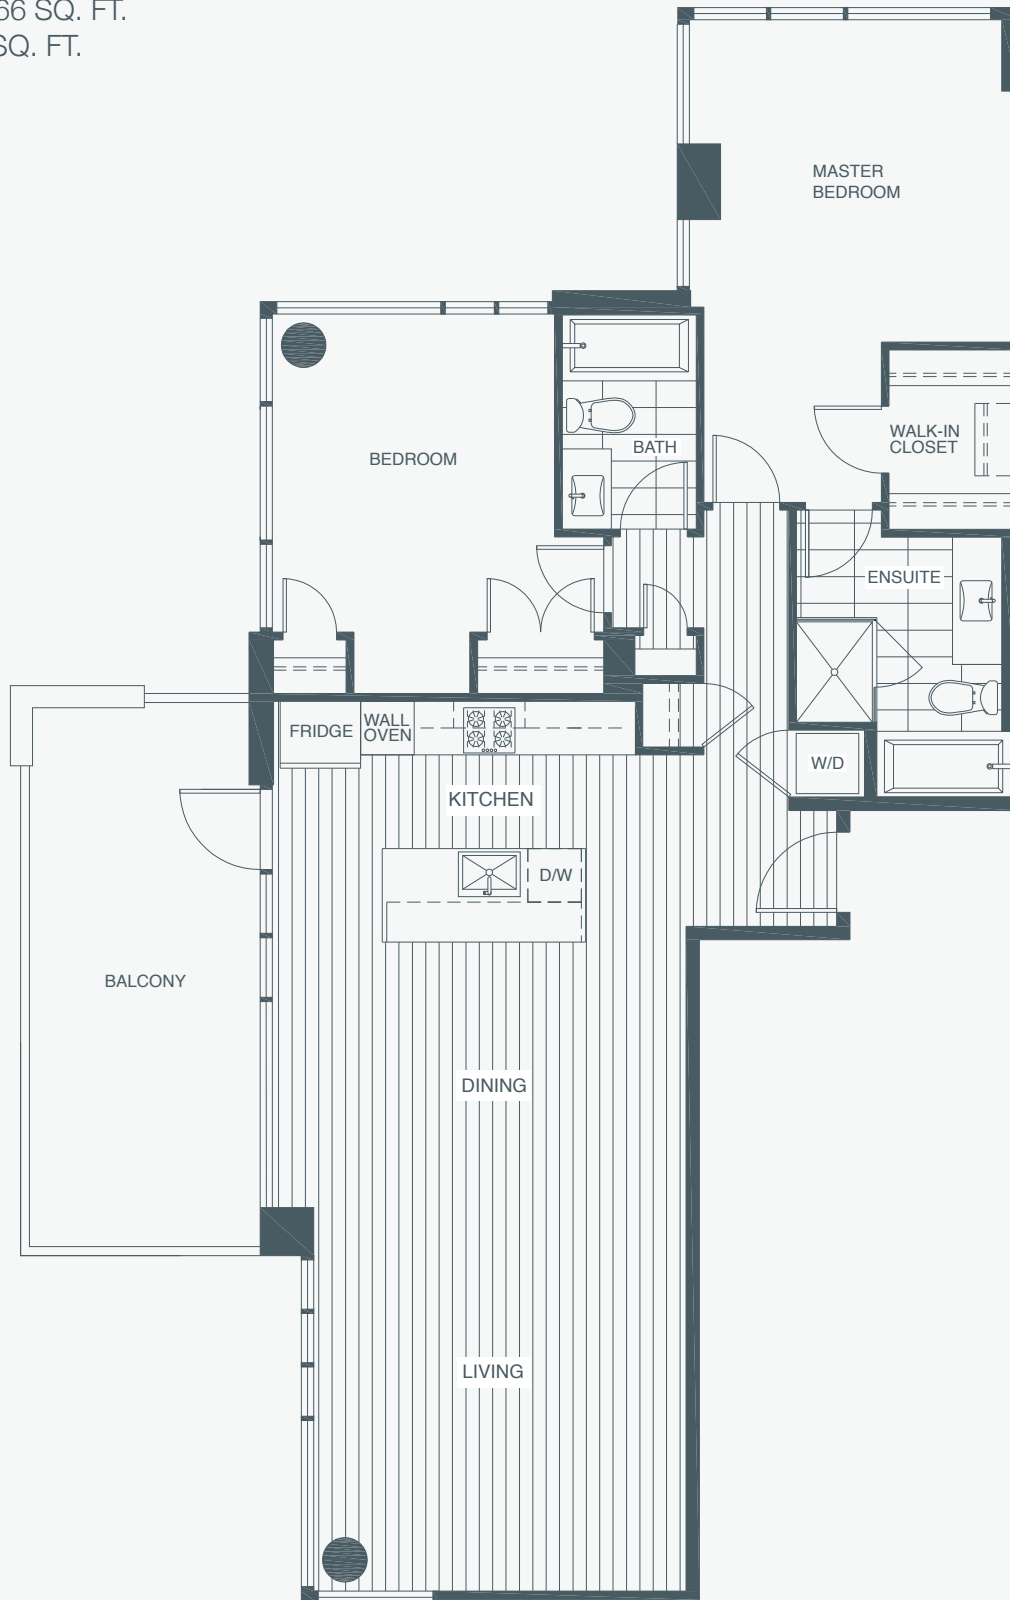 66 SQ. FT.
SQ. FT.
MASTER
BEDROOM
BEDROOM
BATH
WALK-IN
CLOSET
ENSUITE
FRIDGE
WALL
OVEN
W/D
KITCHEN
D/W
BALCONY
DINING
LIVING